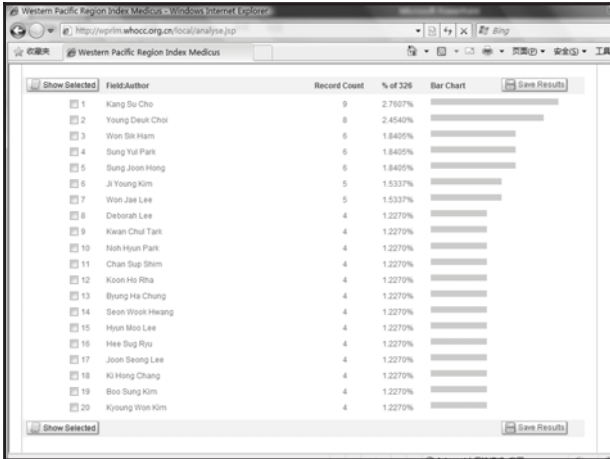 Western Pacific Region Index Medicus - Windows Internet Explorer
http://wprim.whocc.org.cn/local/analyse.jsp
Bing
收藏夹 Western Pacific Region Index Medicus 页面(P) 安全(S) 工具
Show Selected Field:Author Record Count % of 326 Bar Chart Save Results
1 Kang Su Cho 9 2.7607%
2 Young Deuk Choi 8 2.4540%
3 Won Sik Ham 6 1.8405%
4 Sung Yul Park 6 1.8405%
5 Sung Joon Hong 6 1.8405%
6 Ji Young Kim 5 1.5337%
7 Won Jae Lee 5 1.5337%
8 Deborah Lee 4 1.2270%
9 Kwan Chul Tark 4 1.2270%
10 Noh Hyun Park 4 1.2270%
11 Chan Sup Shim 4 1.2270%
12 Koon Ho Rha 4 1.2270%
13 Byung Ha Chung 4 1.2270%
14 Seon Wook Hwang 4 1.2270%
15 Hyun Moo Lee 4 1.2270%
16 Hee Sug Ryu 4 1.2270%
17 Joon Seong Lee 4 1.2270%
18 Ki Hong Chang 4 1.2270%
19 Boo Sung Kim 4 1.2270%
20 Kyoung Won Kim 4 1.2270%
Show Selected Save Results